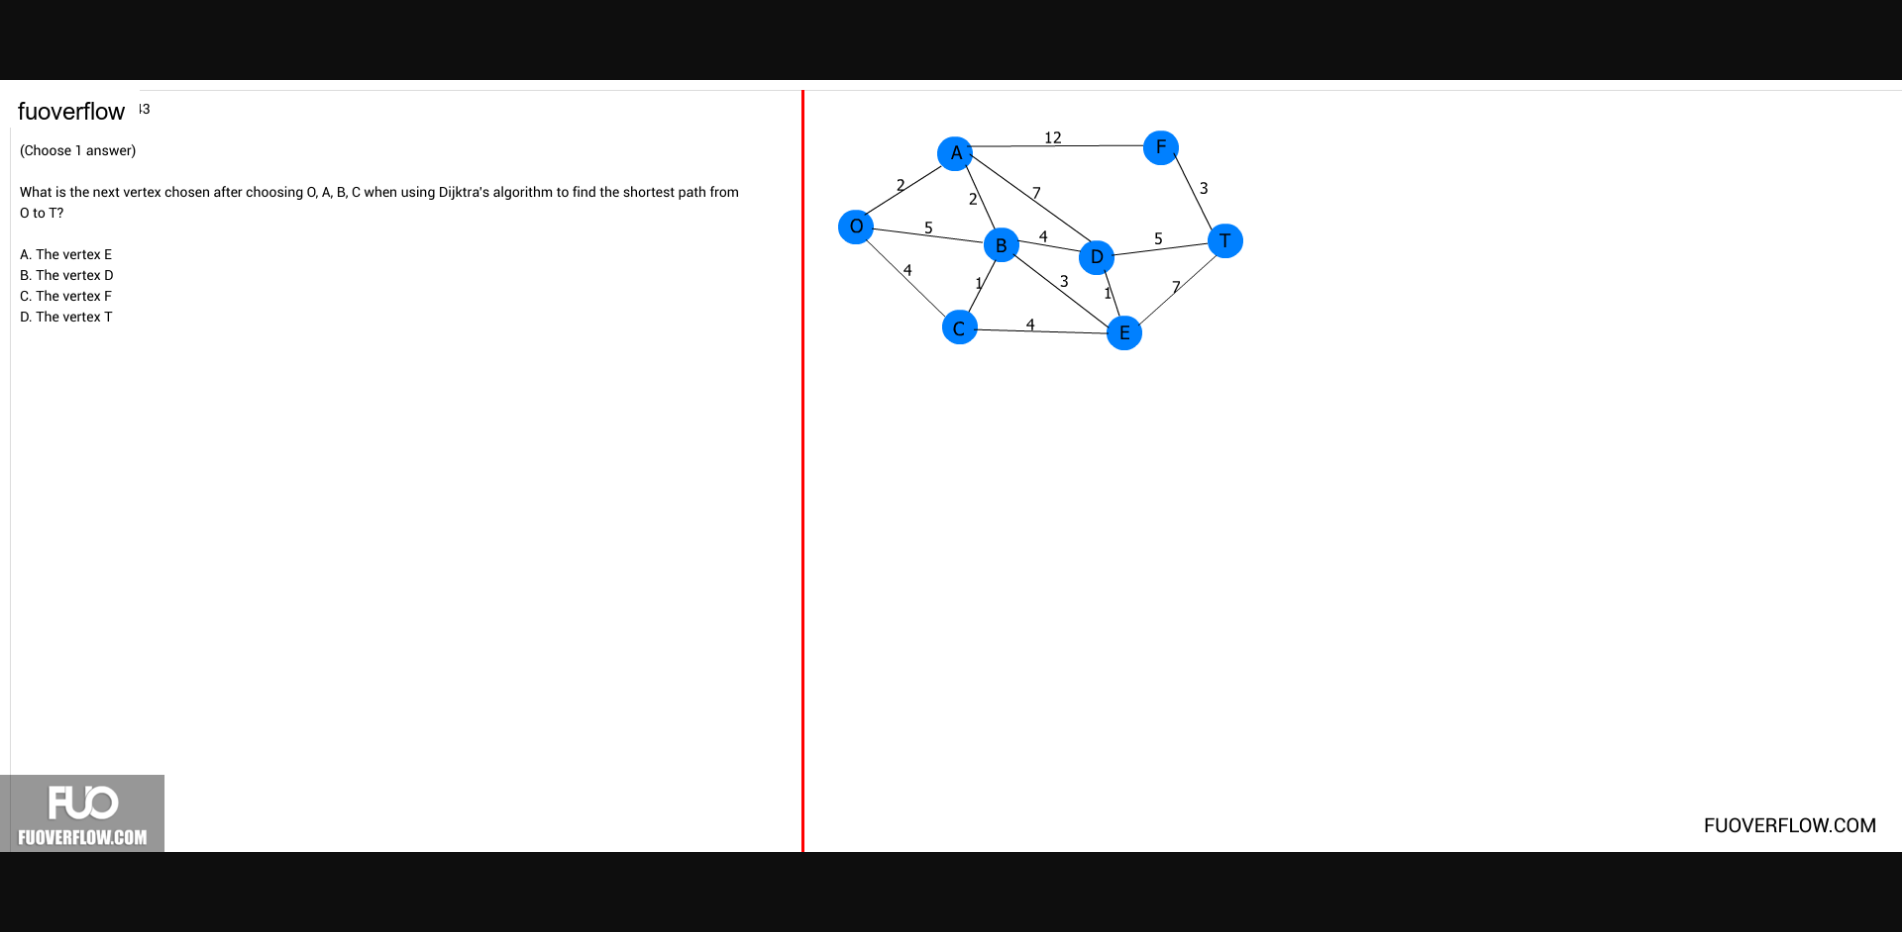 fuoverflow
(Choose 1 answer)
What is the next vertex chosen after choosing O, A, B, C when using Dijktra's algorithm to find the shortest path from
O to T?
A. The vertex E
B. The vertex D
C. The vertex F
D. The vertex T
12
A
F
2
2
7
3
O
5
B
4
D
5
T
4
1
3
1
7
C
4
E
FUO
FUOVERFLOW.COM
FUOVERFLOW.COM